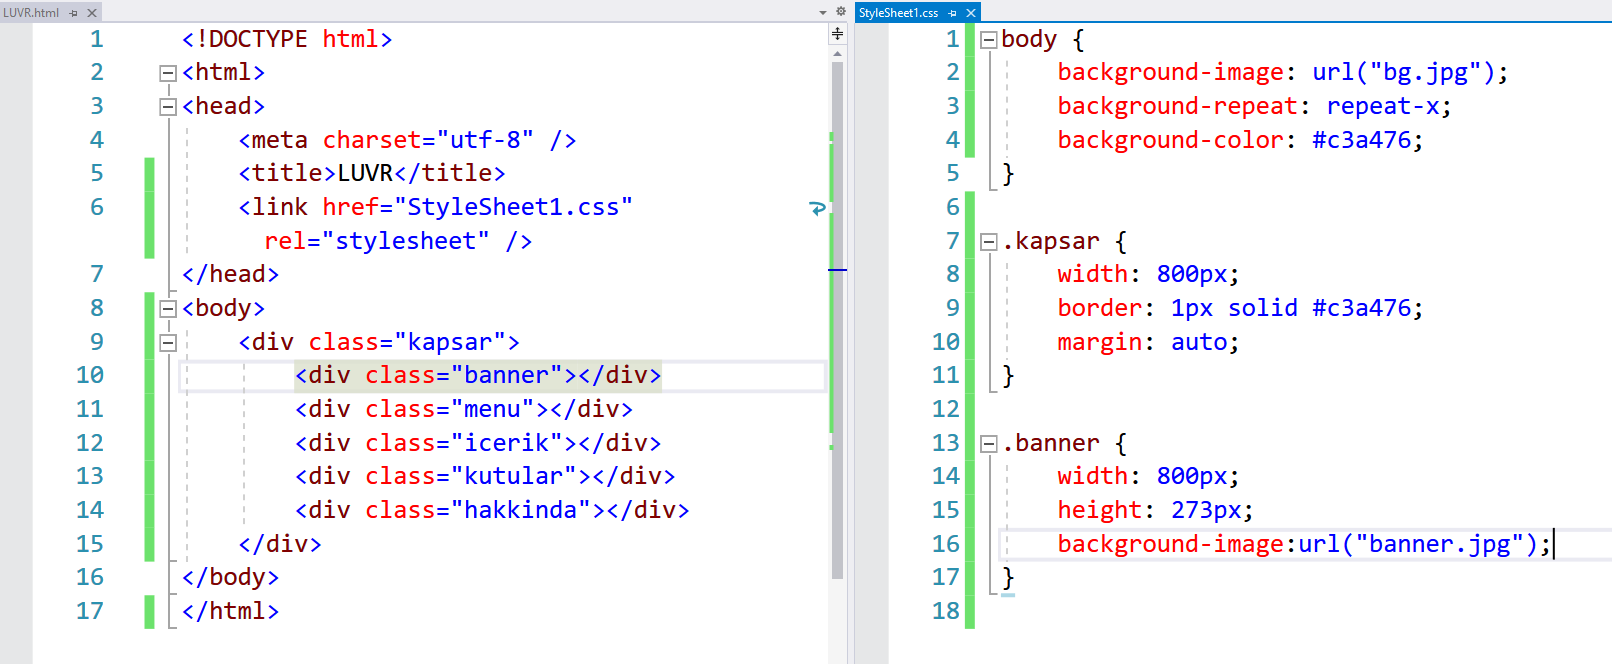 LUVR.html
1 <!DOCTYPE html>
2 <html>
3 <head>
4 <meta charset="utf-8" />
5 <title>LUVR</title>
6 <link href="StyleSheet1.css"
rel="stylesheet" />
7 </head>
8 <body>
9 <div class="kapsar">
10 <div class="banner"></div>
11 <div class="menu"></div>
12 <div class="icerik"></div>
13 <div class="kutular"></div>
14 <div class="hakkinda"></div>
15 </div>
16 </body>
17 </html>
StyleSheet1.css
1 body {
2 background-image: url("bg.jpg");
3 background-repeat: repeat-x;
4 background-color: #c3a476;
5 }
6
7 .kapsar {
8 width: 800px;
9 border: 1px solid #c3a476;
10 margin: auto;
11 }
12
13 .banner {
14 width: 800px;
15 height: 273px;
16 background-image:url("banner.jpg");
17 }
18